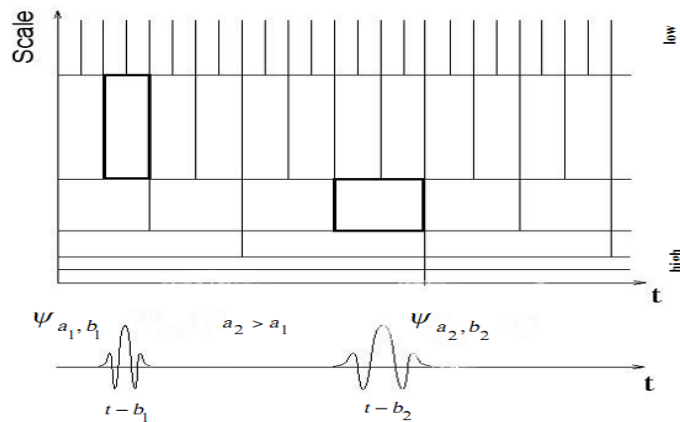 Scale
low
high
t
ψ a₁, b₁
a₂ > a₁
ψ a₂, b₂
t
t – b₁
t – b₂